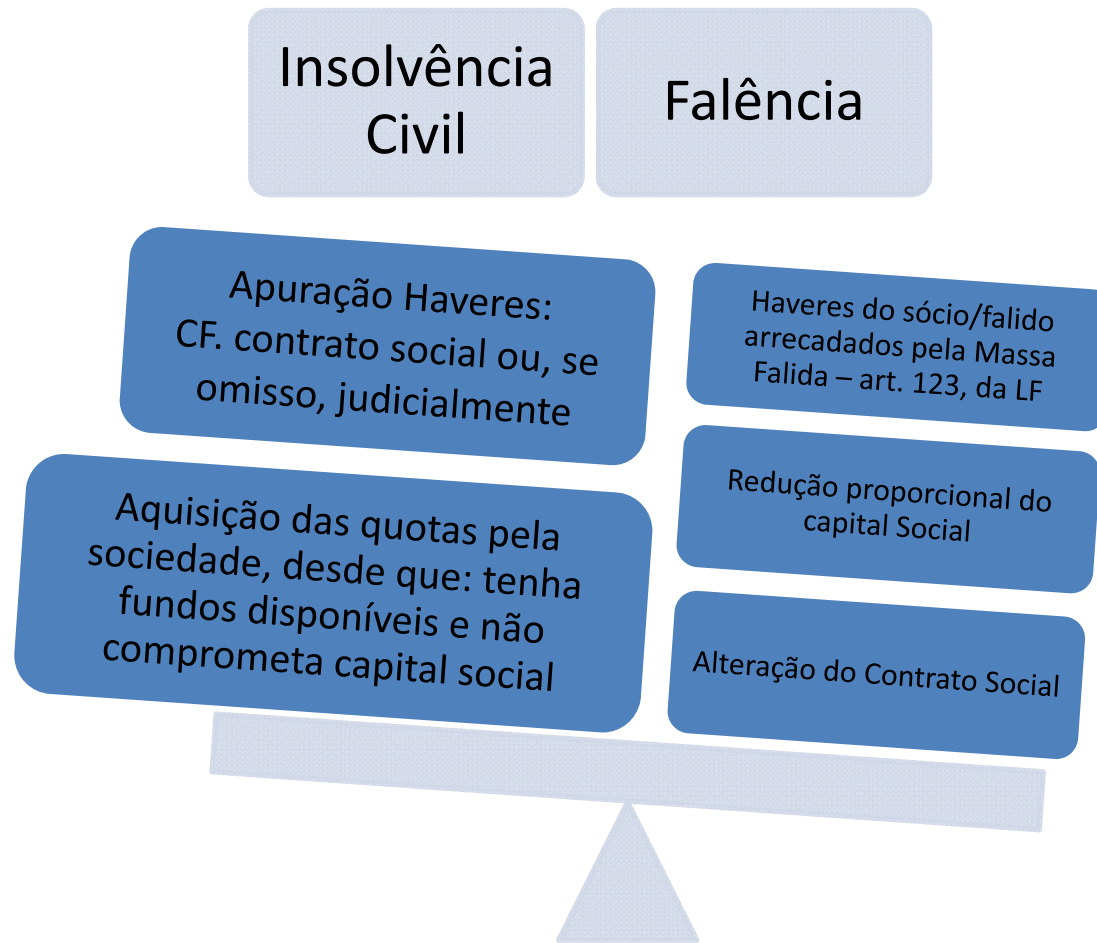 Insolvência
Civil
Falência
Apuração Haveres:
CF. contrato social ou, se
omisso, judicialmente
Aquisição das quotas pela
sociedade, desde que: tenha
fundos disponíveis e não
comprometa capital social
Haveres do sócio/falido
arrecadados pela Massa
Falida – art. 123, da LF
Redução proporcional do
capital Social
Alteração do Contrato Social